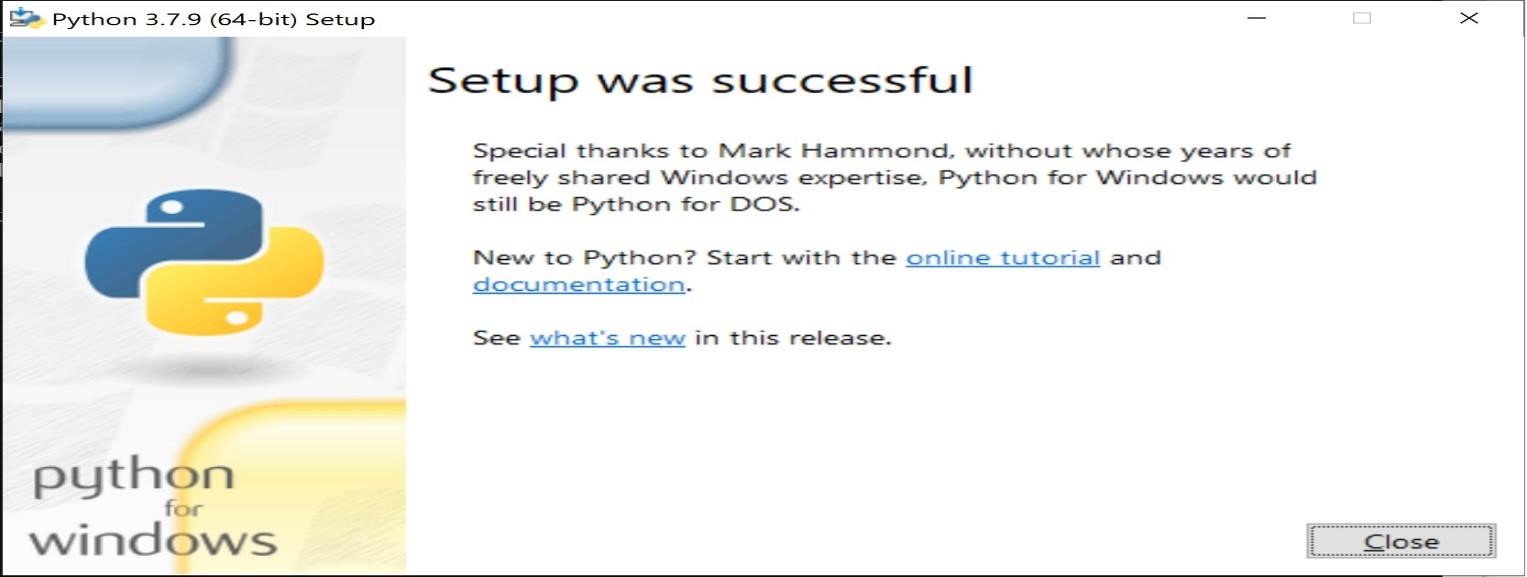 Python 3.7.9 (64-bit) Setup
Setup was successful
Special thanks to Mark Hammond, without whose years of
freely shared Windows expertise, Python for Windows would
still be Python for DOS.
New to Python? Start with the online tutorial and
documentation.
See what's new in this release.
python
for
windows
Close